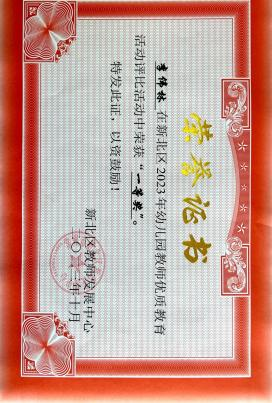 荣誉证书
李伟林 在新北区2023年幼儿园教师优质教育
活动评比活动中荣获“一等奖”。
特发此证，以资鼓励！
新北区教师发展中心
二〇二三年十月